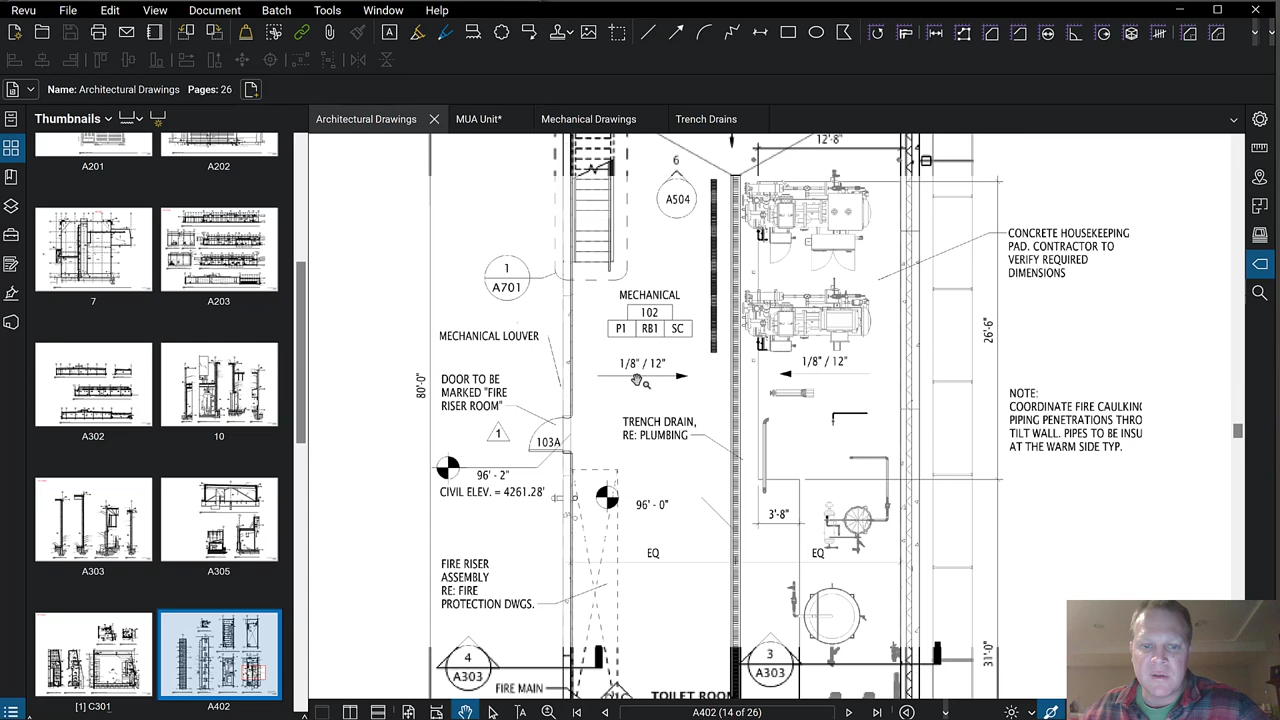 Revu File Edit View Document Batch Tools Window Help
Name: Architectural Drawings Pages: 26
Thumbnails
Architectural Drawings MUA Unit* Mechanical Drawings Trench Drains
A201 A202
7 A203
A302 10
A303 A305
[1] C301 A402
12'-8"
6
A504
CONCRETE HOUSEKEEPING
PAD. CONTRACTOR TO
VERIFY REQUIRED
DIMENSIONS
1
A701
MECHANICAL
102
P1 RB1 SC
MECHANICAL LOUVER
26'-6"
1/8" / 12"
1/8" / 12"
80'-0"
DOOR TO BE
MARKED "FIRE
RISER ROOM"
NOTE:
COORDINATE FIRE CAULKING
PIPING PENETRATIONS THRO
TILT WALL. PIPES TO BE INSU
AT THE WARM SIDE TYP.
TRENCH DRAIN,
RE: PLUMBING
1
103A
96' - 2"
CIVIL ELEV. = 4261.28'
96' - 0"
3'-8"
EQ
EQ
FIRE RISER
ASSEMBLY
RE: FIRE
PROTECTION DWGS.
4
A303
3
A303
31'-0"
FIRE MAIN
TOILET ROOM
A402 (14 of 26)